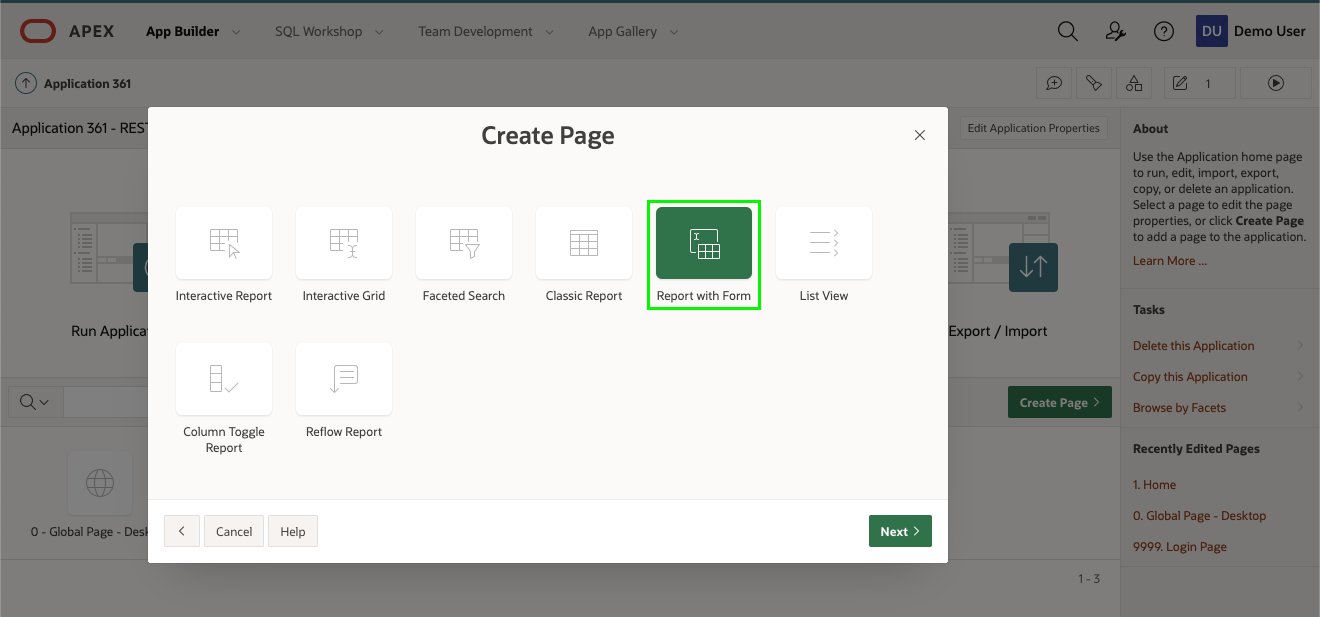 APEX
App Builder
SQL Workshop
Team Development
App Gallery
DU
Demo User
Application 361
1
Application 361 - REST
Edit Application Properties
Create Page
Interactive Report
Interactive Grid
Faceted Search
Classic Report
Report with Form
List View
Column Toggle
Report
Reflow Report
Cancel
Help
Next
Run Applica
Export / Import
Create Page
0 - Global Page - Desk
1 - 3
About
Use the Application home page
to run, edit, import, export,
copy, or delete an application.
Select a page to edit the page
properties, or click Create Page
to add a page to the application.
Learn More ...
Tasks
Delete this Application
Copy this Application
Browse by Facets
Recently Edited Pages
1. Home
0. Global Page - Desktop
9999. Login Page